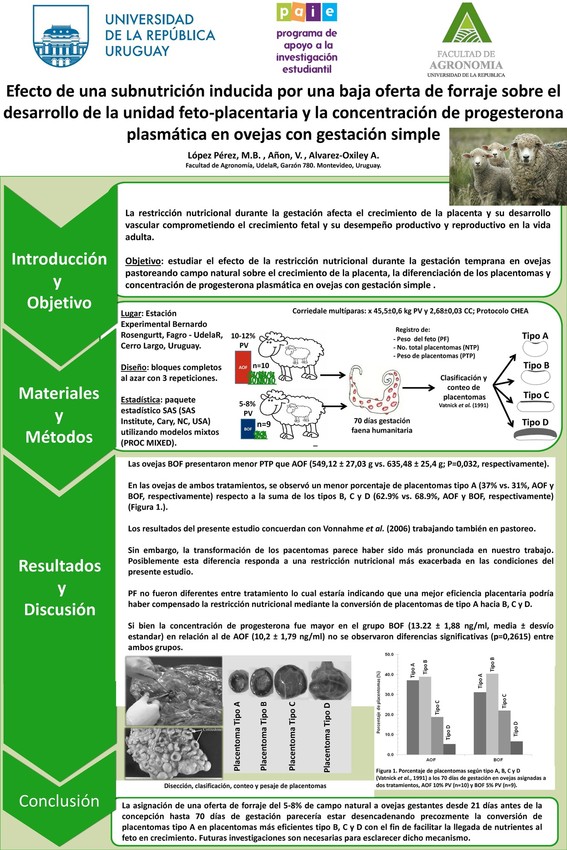 UNIVERSIDAD
DE LA REPÚBLICA
URUGUAY
paie
programa de
apoyo a la
investigación
estudiantil
FACULTAD DE
AGRONOMIA
UNIVERSIDAD DE LA REPUBLICA
Efecto de una subnutrición inducida por una baja oferta de forraje sobre el
desarrollo de la unidad feto-placentaria y la concentración de progesterona
plasmática en ovejas con gestación simple
López Pérez, M.B. , Añon, V. , Alvarez-Oxiley A.
Facultad de Agronomía, UdelaR, Garzón 780. Montevideo, Uruguay.
Introducción
y
Objetivo
La restricción nutricional durante la gestación afecta el crecimiento de la placenta y su desarrollo
vascular comprometiendo el crecimiento fetal y su desempeño productivo y reproductivo en la vida
adulta.
Objetivo: estudiar el efecto de la restricción nutricional durante la gestación temprana en ovejas
pastoreando campo natural sobre el crecimiento de la placenta, la diferenciación de los placentomas y
concentración de progesterona plasmática en ovejas con gestación simple .
Materiales
y
Métodos
Lugar: Estación
Experimental Bernardo
Rosengurtt, Fagro - UdelaR,
Cerro Largo, Uruguay.
Diseño: bloques completos
al azar con 3 repeticiones.
Estadística: paquete
estadístico SAS (SAS
Institute, Cary, NC, USA)
utilizando modelos mixtos
(PROC MIXED).
Corriedale multíparas: x 45,5±0,6 kg PV y 2,68±0,03 CC; Protocolo CHEA
10-12%
PV
AOF
n=10
5-8%
PV
BOF
n=9
Registro de:
- Peso del feto (PF)
- No. total placentomas (NTP)
- Peso de placentomas (PTP)
70 días gestación
faena humanitaria
Clasificación y
conteo de
placentomas
Vatnick et al. (1991)
Tipo A
Tipo B
Tipo C
Tipo D
Resultados
y
Discusión
Las ovejas BOF presentaron menor PTP que AOF (549,12 ± 27,03 g vs. 635,48 ± 25,4 g; P=0,032, respectivamente).
En las ovejas de ambos tratamientos, se observó un menor porcentaje de placentomas tipo A (37% vs. 31%, AOF y
BOF, respectivamente) respecto a la suma de los tipos B, C y D (62.9% vs. 68.9%, AOF y BOF, respectivamente)
(Figura 1.).
Los resultados del presente estudio concuerdan con Vonnahme et al. (2006) trabajando también en pastoreo.
Sin embargo, la transformación de los pacentomas parece haber sido más pronunciada en nuestro trabajo.
Posiblemente esta diferencia responda a una restricción nutricional más exacerbada en las condiciones del
presente estudio.
PF no fueron diferentes entre tratamiento lo cual estaría indicando que una mejor eficiencia placentaria podría
haber compensado la restricción nutricional mediante la conversión de placentomas de tipo A hacia B, C y D.
Si bien la concentración de progesterona fue mayor en el grupo BOF (13.22 ± 1,88 ng/ml, media ± desvio
estandar) en relación al de AOF (10,2 ± 1,79 ng/ml) no se observaron diferencias significativas (p=0,2615) entre
ambos grupos.
Placentoma Tipo A
Placentoma Tipo B
Placentoma Tipo C
Placentoma Tipo D
Disección, clasificación, conteo y pesaje de placentomas
Porcentaje de placentomas(%)
50.0
40.0
30.0
20.0
10.0
0.0
Tipo A
Tipo B
Tipo C
Tipo D
Tipo A
Tipo B
Tipo C
Tipo D
AOF
BOF
Figura 1. Porcentaje de placentomas según tipo A, B, C y D
(Vatnick et al., 1991) a los 70 días de gestación en ovejas asignadas a
dos tratamientos, AOF 10% PV (n=10) y BOF 5% PV (n=9).
Conclusión
La asignación de una oferta de forraje del 5-8% de campo natural a ovejas gestantes desde 21 días antes de la
concepción hasta 70 días de gestación parecería estar desencadenando precozmente la conversión de
placentomas tipo A en placentomas más eficientes tipo B, C y D con el fin de facilitar la llegada de nutrientes al
feto en crecimiento. Futuras investigaciones son necesarias para esclarecer dicho mecanismo.